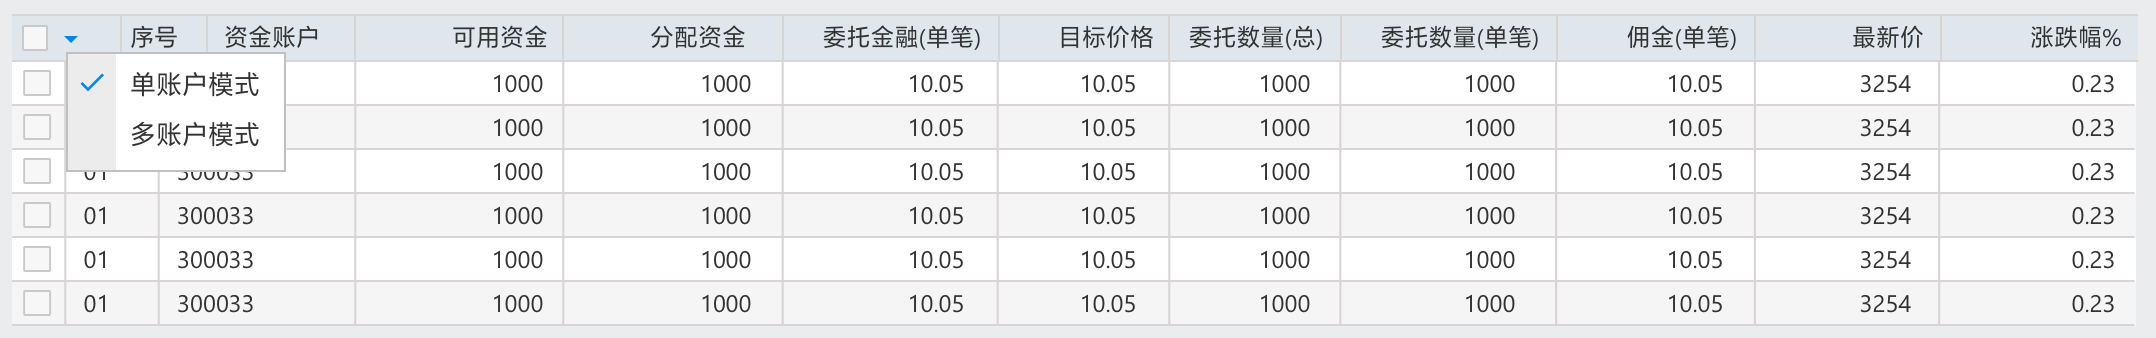 序号 资金账户 可用资金 分配资金 委托金融(单笔) 目标价格 委托数量(总) 委托数量(单笔) 佣金(单笔) 最新价 涨跌幅%
单账户模式 1000 1000 10.05 10.05 1000 1000 10.05 3254 0.23
多账户模式 1000 1000 10.05 10.05 1000 1000 10.05 3254 0.23
01 300033 1000 1000 10.05 10.05 1000 1000 10.05 3254 0.23
01 300033 1000 1000 10.05 10.05 1000 1000 10.05 3254 0.23
01 300033 1000 1000 10.05 10.05 1000 1000 10.05 3254 0.23
01 300033 1000 1000 10.05 10.05 1000 1000 10.05 3254 0.23